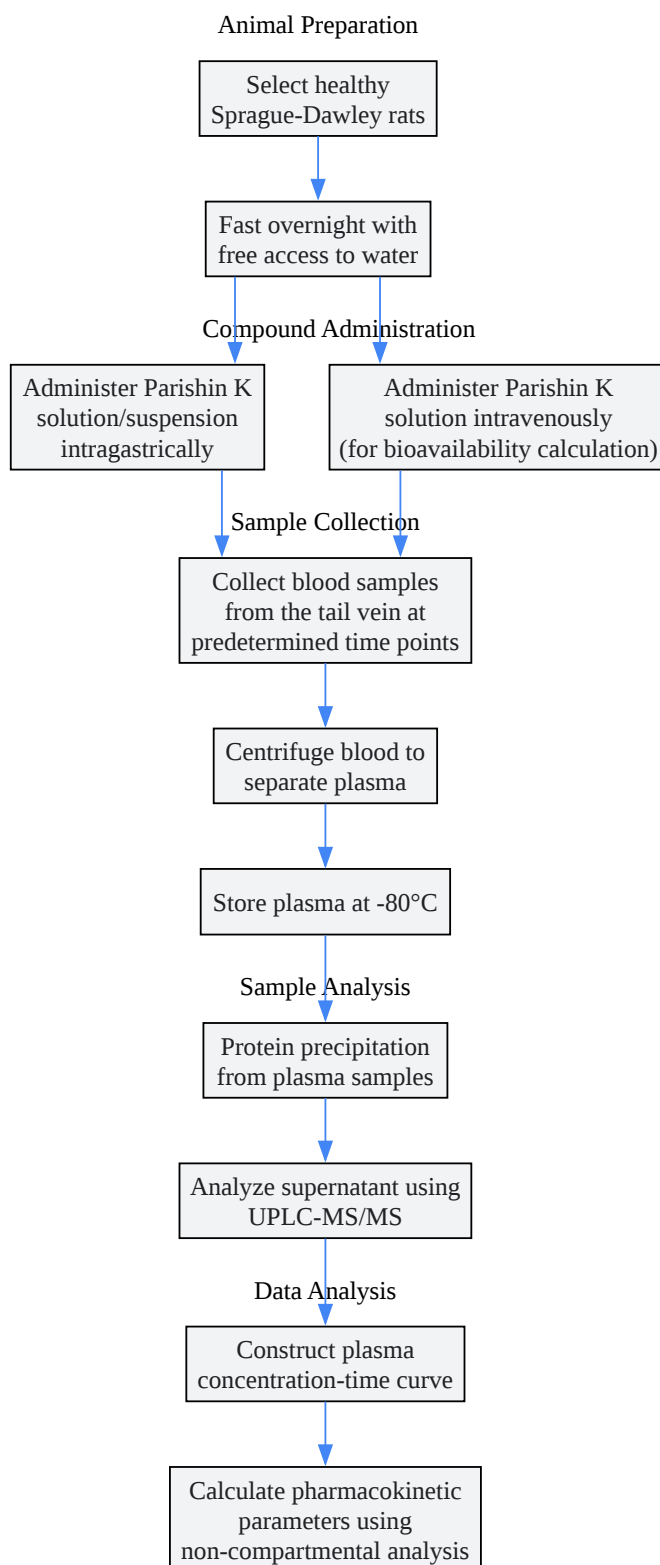 Animal Preparation
Select healthy
Sprague-Dawley rats
Fast overnight with
free access to water
Compound Administration
Administer Parishin K
solution/suspension
intragastrically
Administer Parishin K
solution intravenously
(for bioavailability calculation)
Sample Collection
Collect blood samples
from the tail vein at
predetermined time points
Centrifuge blood to
separate plasma
Store plasma at -80°C
Sample Analysis
Protein precipitation
from plasma samples
Analyze supernatant using
UPLC-MS/MS
Data Analysis
Construct plasma
concentration-time curve
Calculate pharmacokinetic
parameters using
non-compartmental analysis